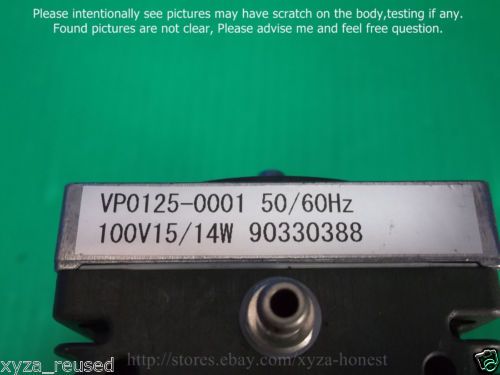 Please intentionally see pictures may have scratch on the body,testing if any.
Found pictures are not clear, Please advise me and feel free question.
VP0125-0001 50/60Hz
100V15/14W 90330388
xyza_reused
http://stores.ebay.com/xyza-honest